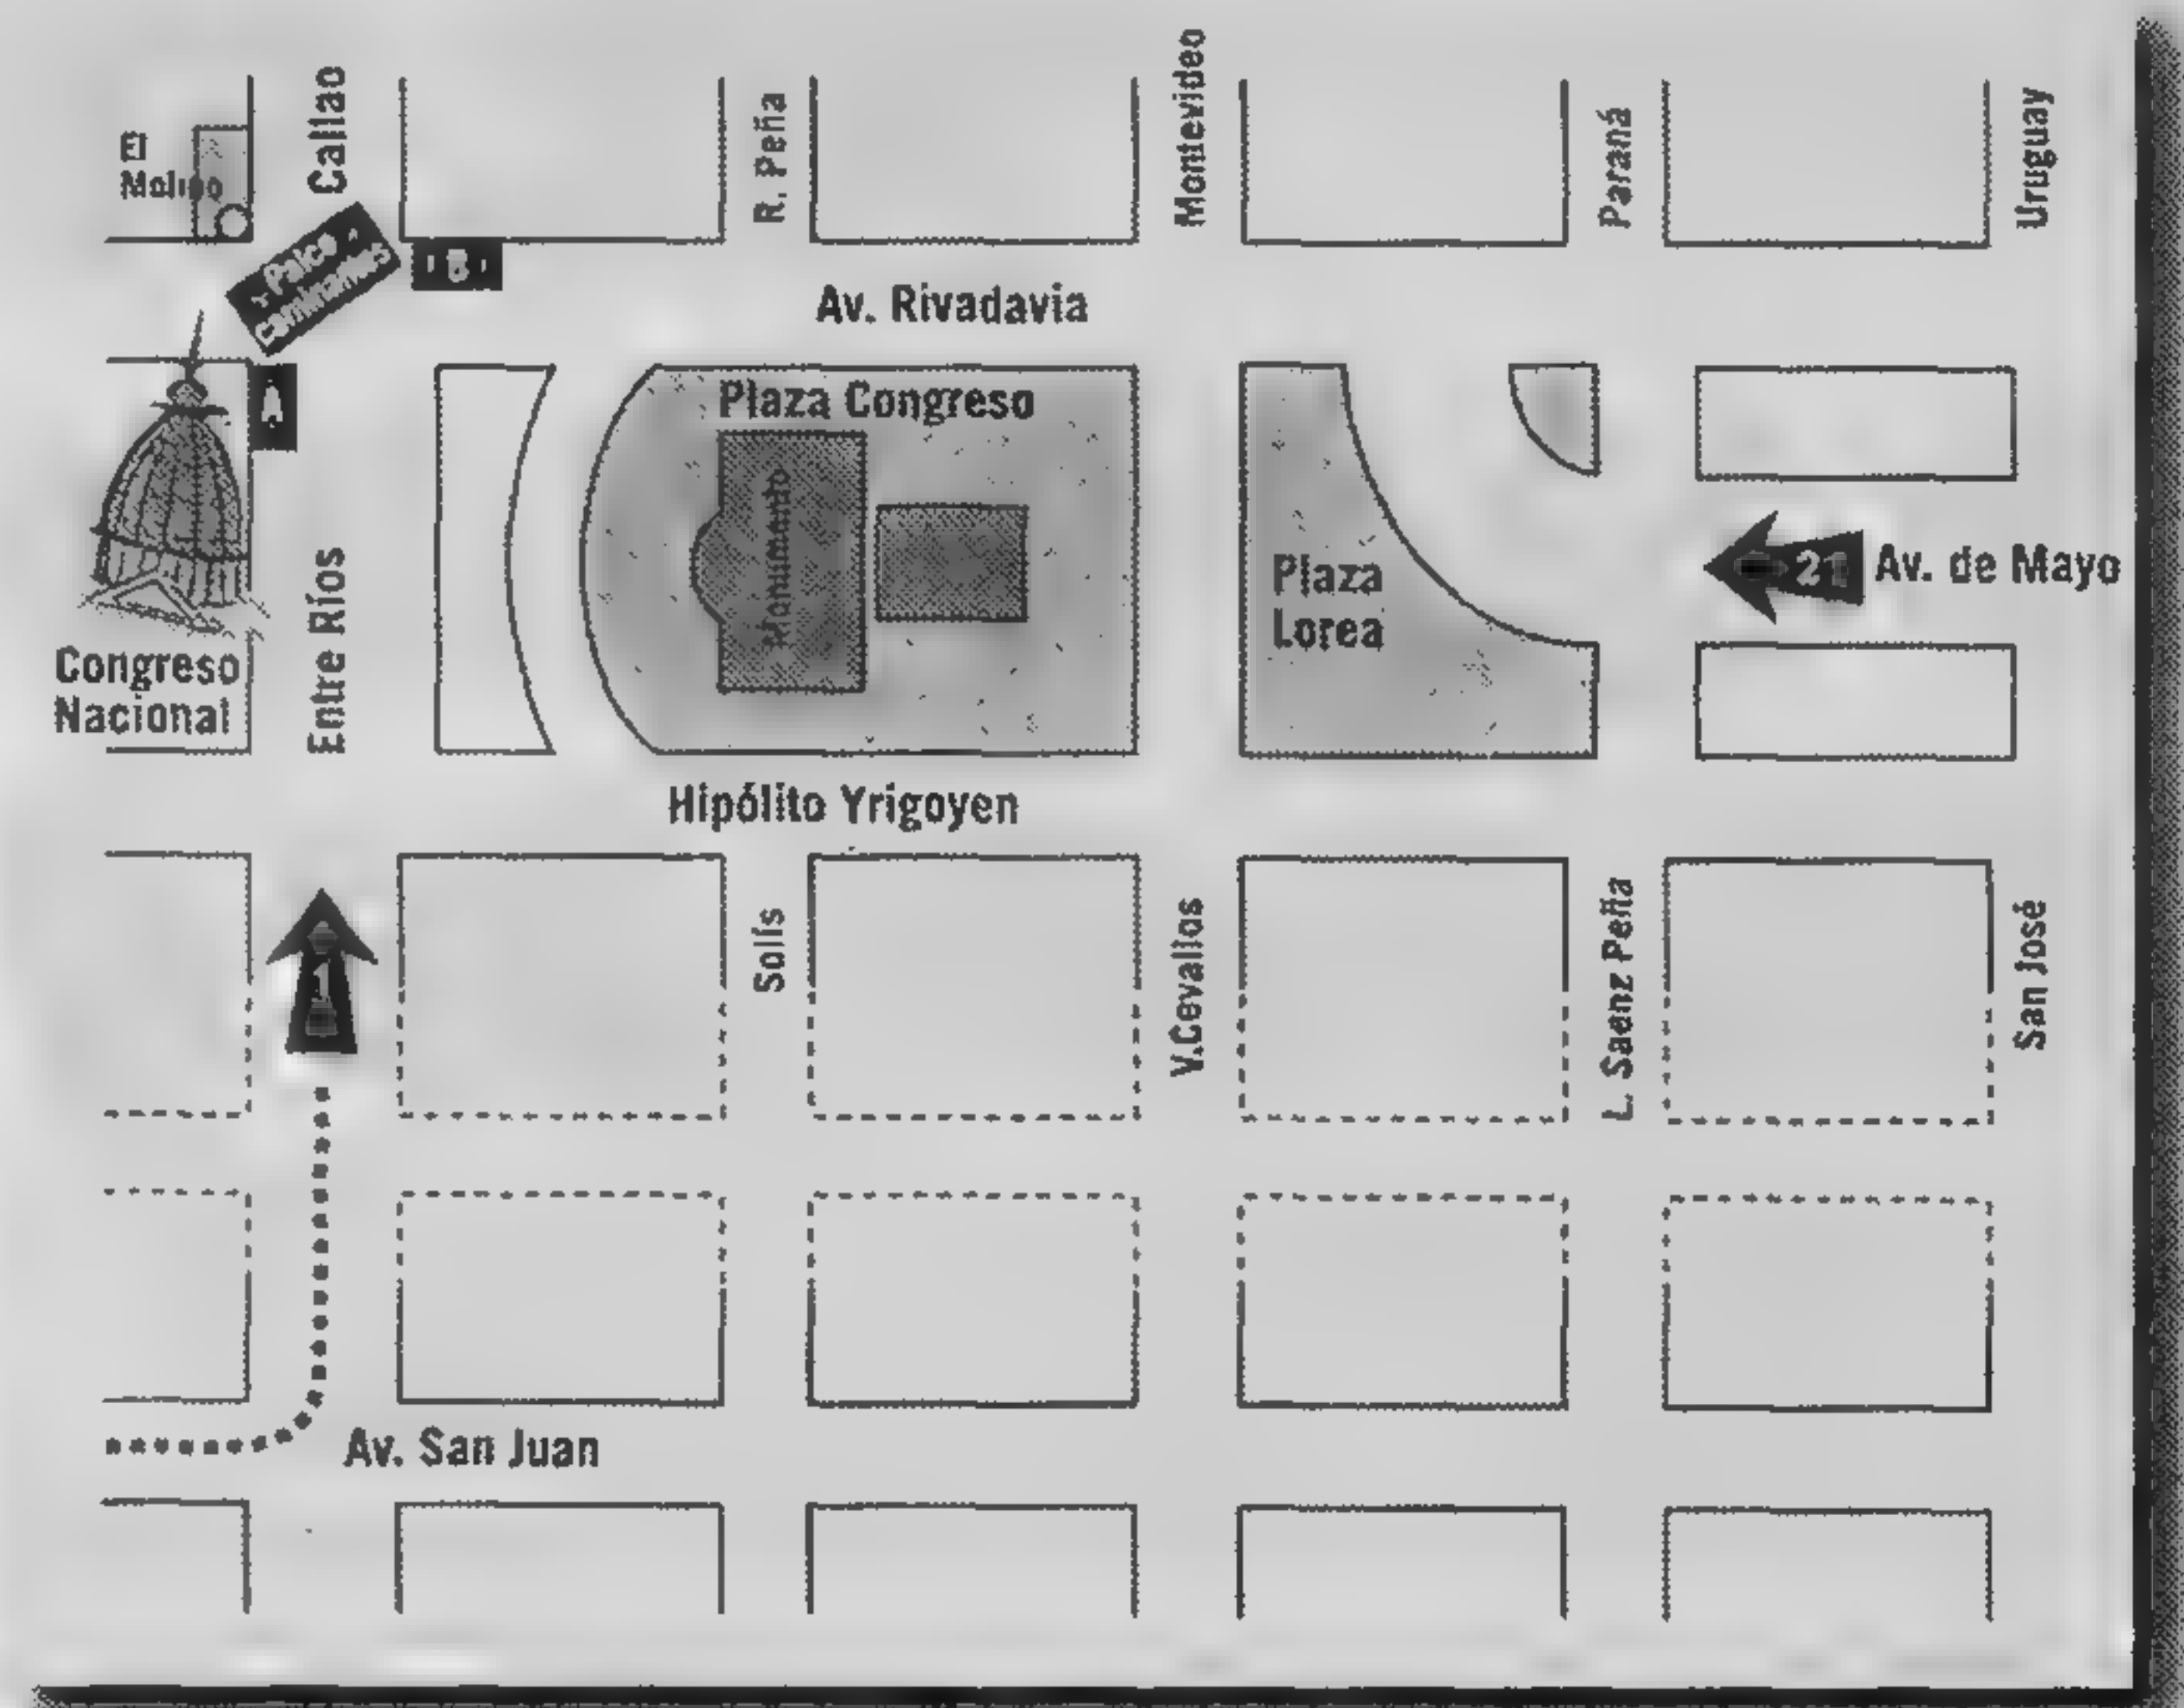 Callao
R. Peña
Montevideo
Paraná
Uruguay
El
Molino
Palco
caminantes
B
Av. Rivadavia
A
Plaza Congreso
Monumento
Plaza
Lorea
21
Av. de Mayo
Congreso
Nacional
Entre Ríos
Hipólito Yrigoyen
1
Solís
V.Cevallos
L. Saenz Peña
San José
Av. San Juan